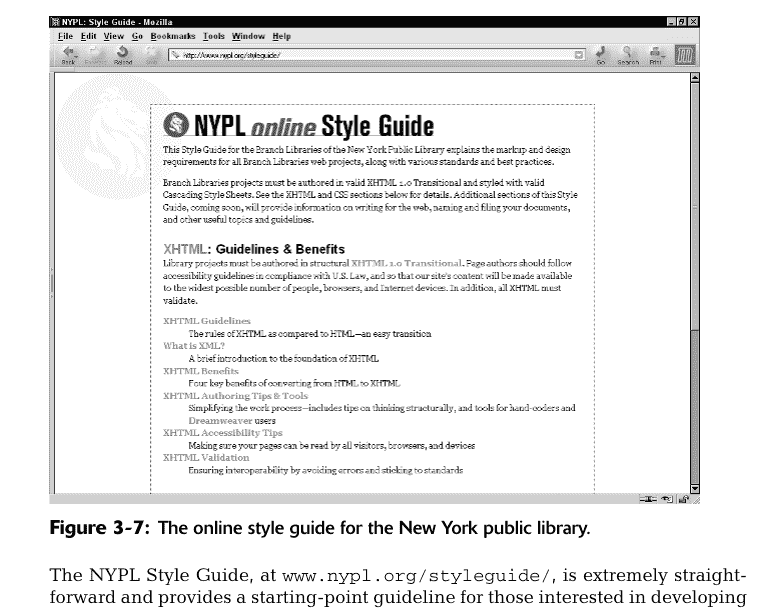 NYPL: Style Guide - Mozilla
File Edit View Go Bookmarks Tools Window Help
http://www.nypl.org/styleguide/
Back Reload Go Search Print
NYPL online Style Guide
This Style Guide for the Branch Libraries of the New York Public Library explains the markup and design
requirements for all Branch Libraries web projects, along with various standards and best practices.
Branch Libraries projects must be authored in valid XHTML 1.0 Transitional and styled with valid
Cascading Style Sheets. See the XHTML and CSS sections below for details. Additional sections of this Style
Guide, coming soon, will provide information on writing for the web, naming and filing your documents,
and other useful topics and guidelines.
XHTML: Guidelines & Benefits
Library projects must be authored in structural XHTML 1.0 Transitional. Page authors should follow
accessibility guidelines in compliance with U.S. Law, and so that our site's content will be made available
to the widest possible number of people, browsers, and Internet devices. In addition, all XHTML must
validate.
XHTML Guidelines
The rules of XHTML as compared to HTML—an easy transition
What is XML?
A brief introduction to the foundation of XHTML
XHTML Benefits
Four key benefits of converting from HTML to XHTML
XHTML Authoring Tips & Tools
Simplifying the work process—includes tips on thinking structurally, and tools for hand-coders and
Dreamweaver users
XHTML Accessibility Tips
Making sure your pages can be read by all visitors, browsers, and devices
XHTML Validation
Ensuring interoperability by avoiding errors and sticking to standards
Figure 3-7: The online style guide for the New York public library.
The NYPL Style Guide, at www.nypl.org/styleguide/, is extremely straight-
forward and provides a starting-point guideline for those interested in developing